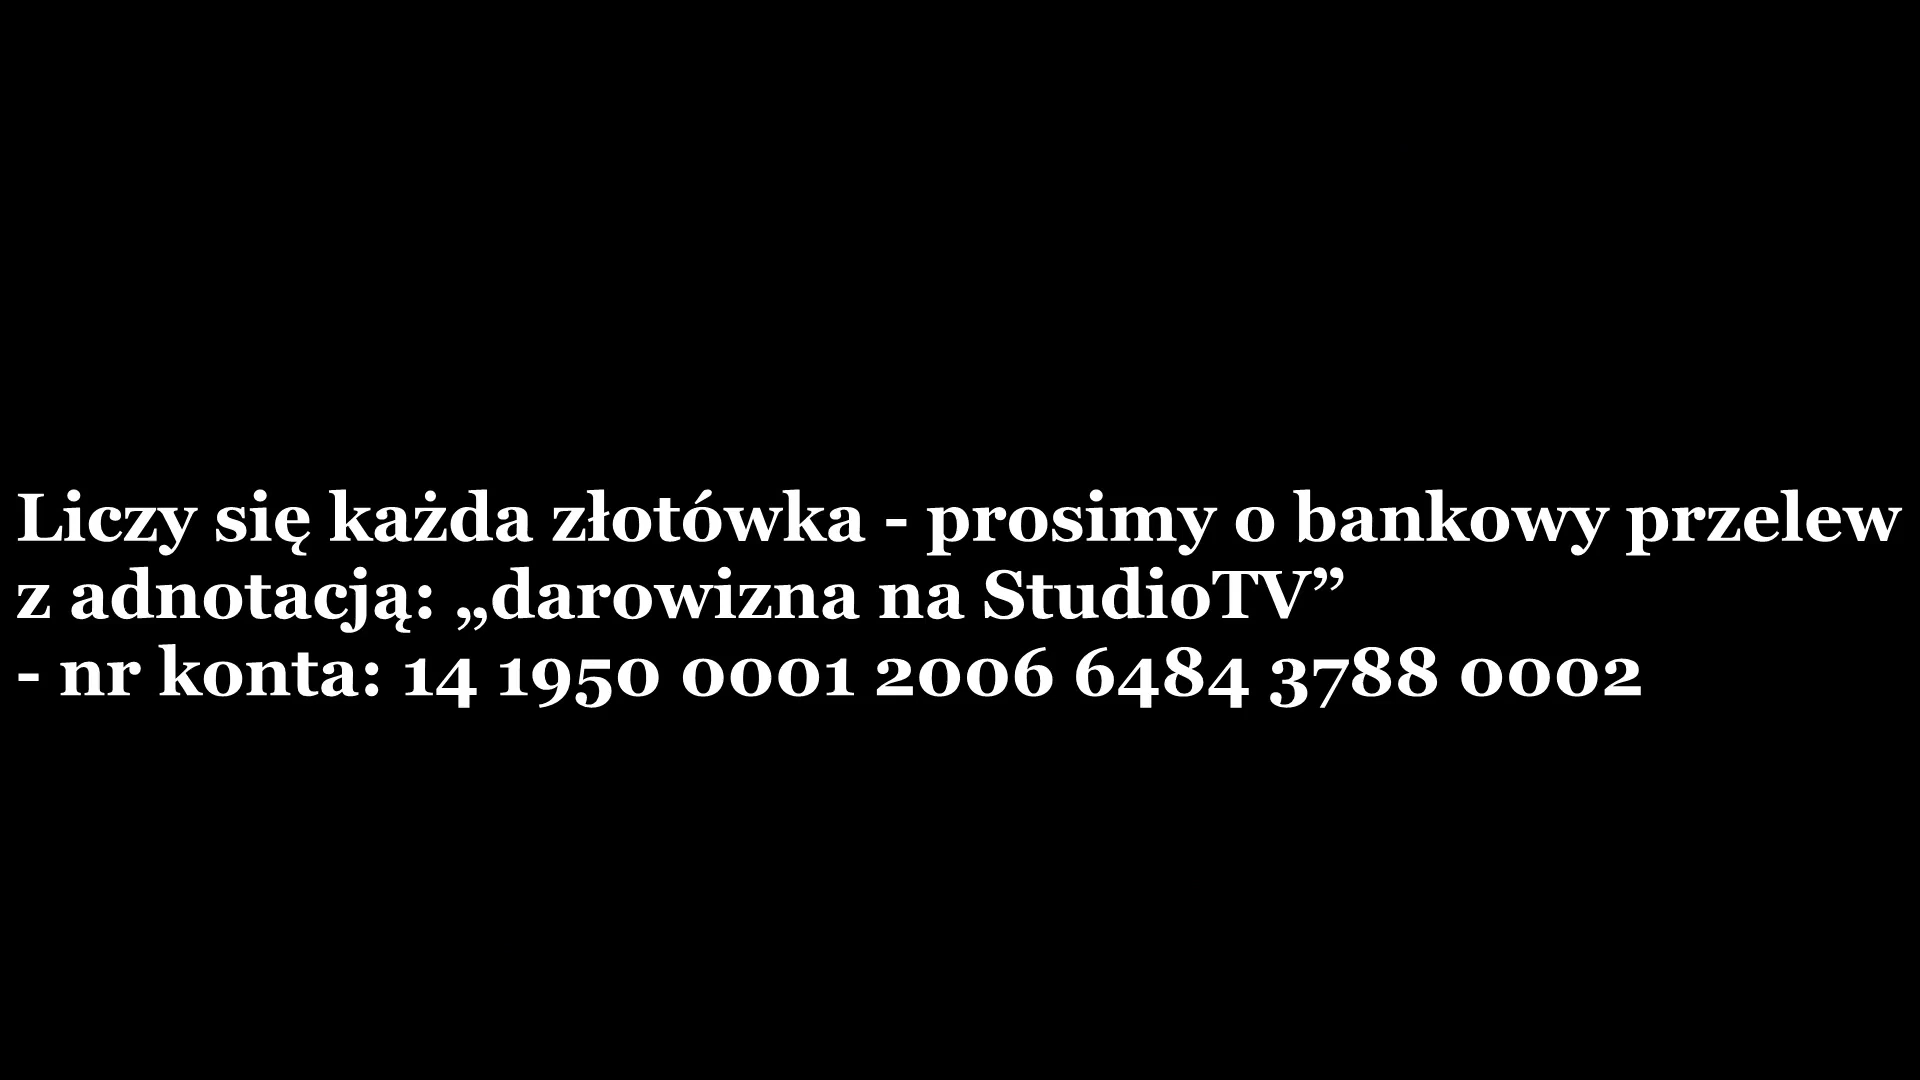 Liczy się każda złotówka - prosimy o bankowy przelew
z adnotacją: „darowizna na StudioTV”
- nr konta: 14 1950 0001 2006 6484 3788 0002